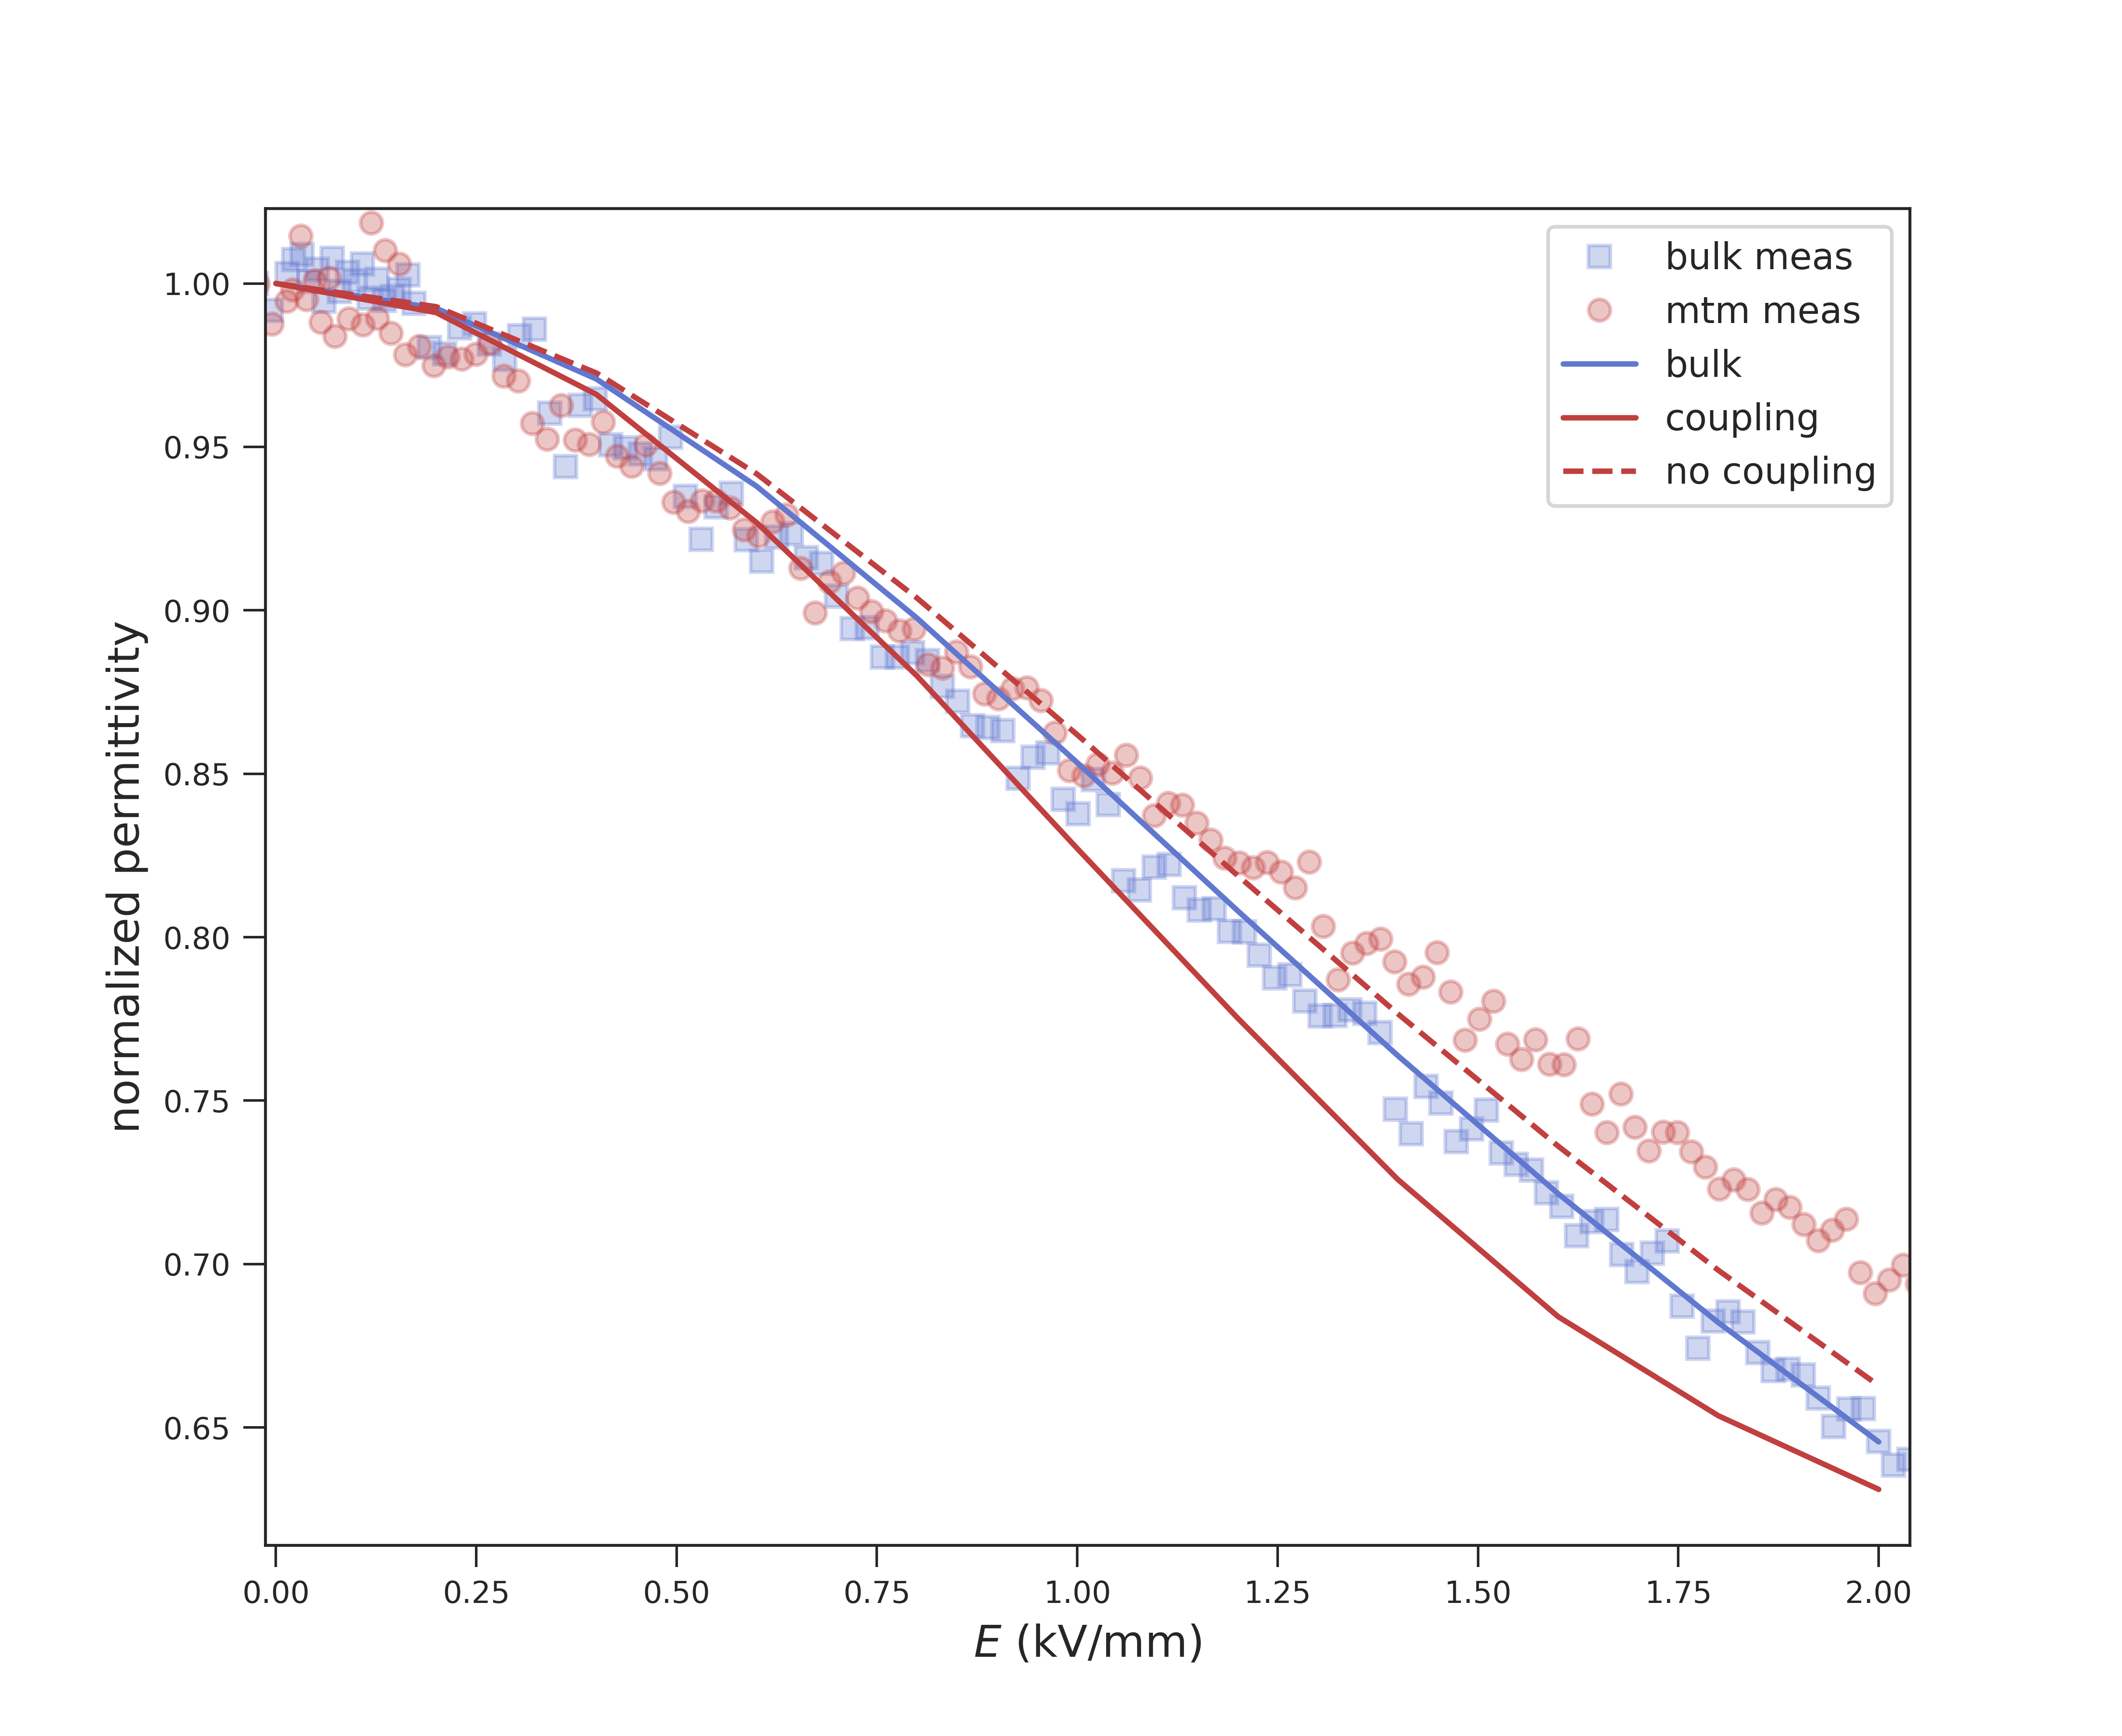 bulk meas
mtm meas
bulk
coupling
no coupling
normalized permittivity
1.00
0.95
0.90
0.85
0.80
0.75
0.70
0.65
0.00 0.25 0.50 0.75 1.00 1.25 1.50 1.75 2.00
E (kV/mm)